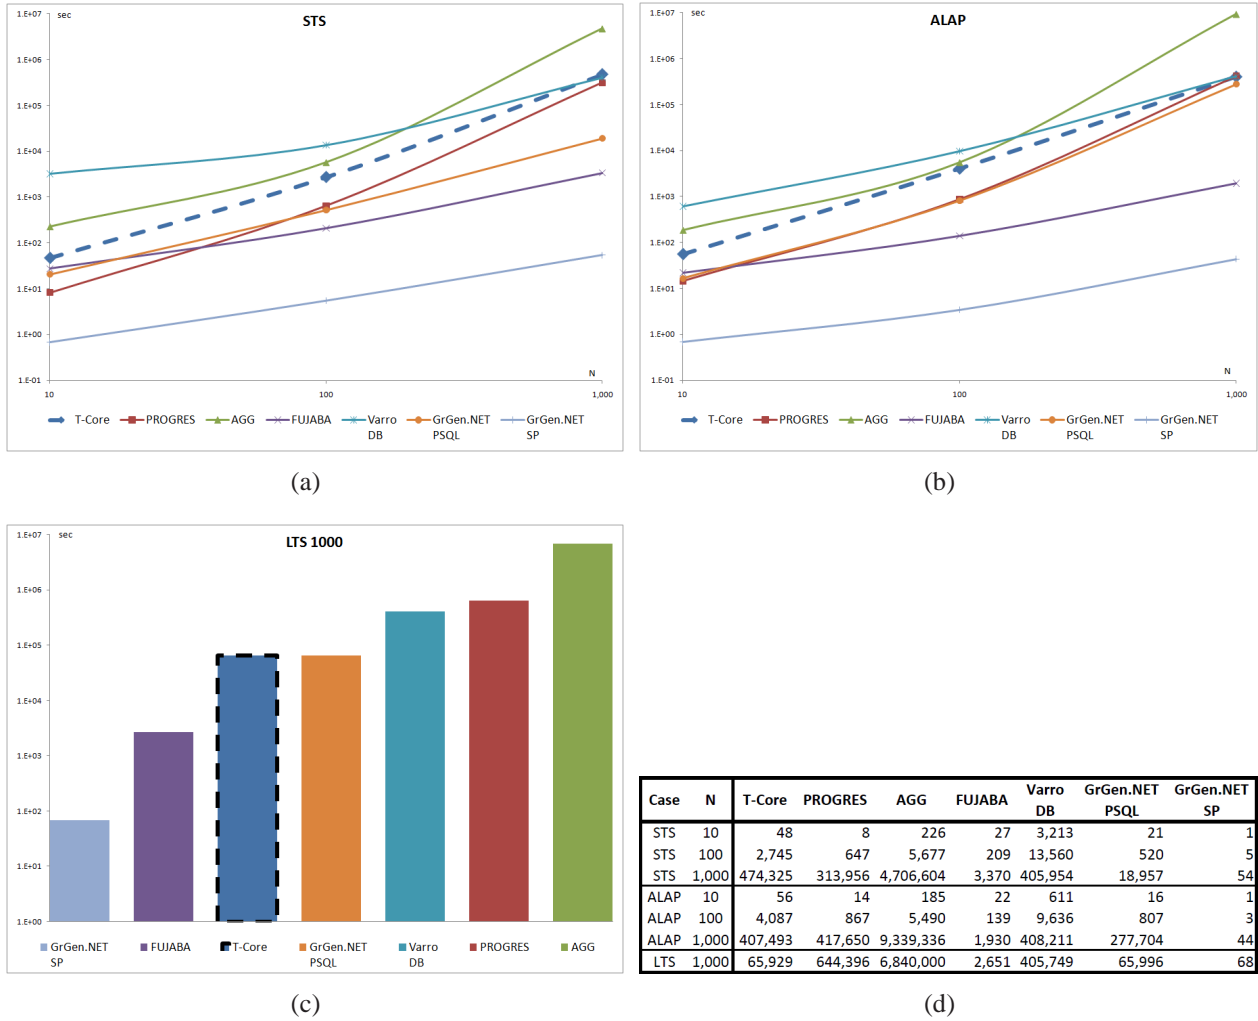 STS
sec
1.E+07
1.E+06
1.E+05
1.E+04
1.E+03
1.E+02
1.E+01
1.E+00
1.E-01
N
10 100 1,000
T-Core PROGRES AGG FUJABA Varro DB GrGen.NET PSQL GrGen.NET SP
(a)
ALAP
sec
1.E+07
1.E+06
1.E+05
1.E+04
1.E+03
1.E+02
1.E+01
1.E+00
1.E-01
N
10 100 1,000
T-Core PROGRES AGG FUJABA Varro DB GrGen.NET PSQL GrGen.NET SP
(b)
LTS 1000
sec
1.E+07
1.E+06
1.E+05
1.E+04
1.E+03
1.E+02
1.E+01
1.E+00
GrGen.NET SP FUJABA T-Core GrGen.NET PSQL Varro DB PROGRES AGG
(c)
Case N T-Core PROGRES AGG FUJABA Varro DB GrGen.NET PSQL GrGen.NET SP
STS 10 48 8 226 27 3,213 21 1
STS 100 2,745 647 5,677 209 13,560 520 5
STS 1,000 474,325 313,956 4,706,604 3,370 405,954 18,957 54
ALAP 10 56 14 185 22 611 16 1
ALAP 100 4,087 867 5,490 139 9,636 807 3
ALAP 1,000 407,493 417,650 9,339,336 1,930 408,211 277,704 44
LTS 1,000 65,929 644,396 6,840,000 2,651 405,749 65,996 68
(d)